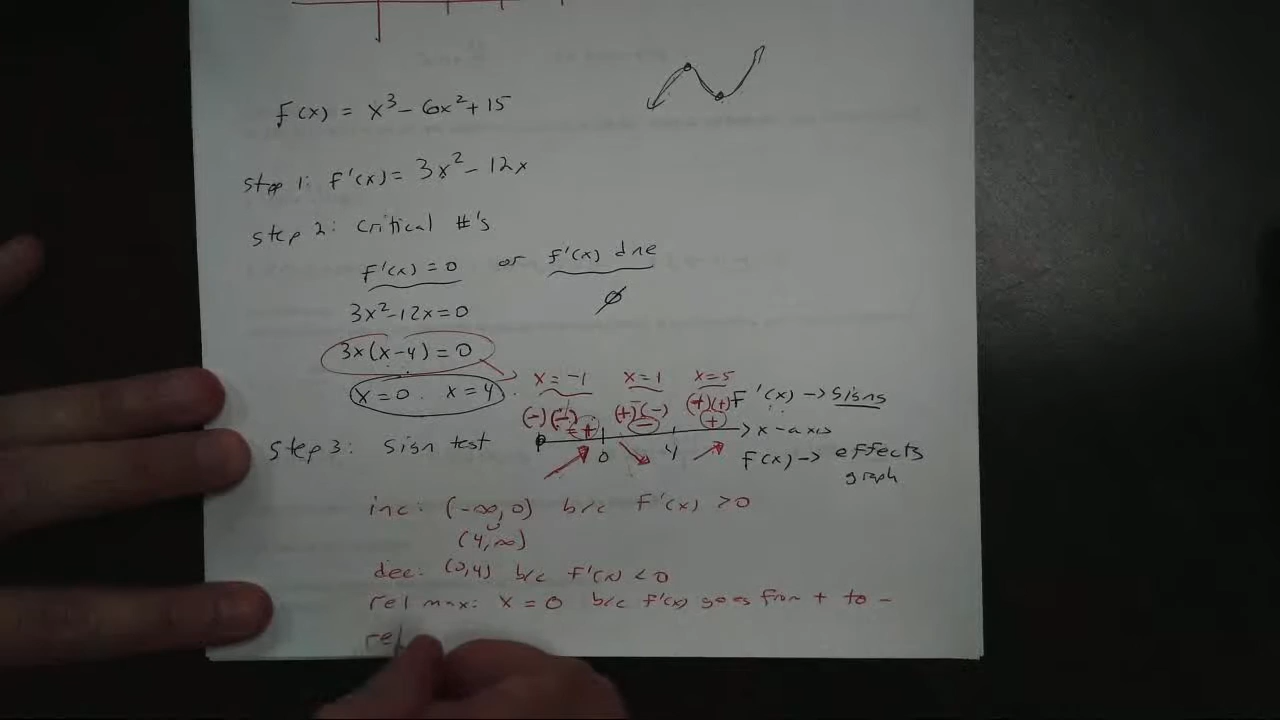 f(x) = x³ - 6x² + 15
step 1: f'(x) = 3x² - 12x
step 2: critical #'s
f'(x) = 0 or f'(x) dne
3x² - 12x = 0 ∅
3x(x-4) = 0
x = -1 x = 1 x = 5
x = 0 . x = 4 f'(x) → signs
(-)(-) (+)(-) (+)(+)
= + - +
step 3: sign test x-axis
0 4 f(x) → effects
graph
inc: (-∞, 0) b/c f'(x) > 0
∪
(4, ∞)
dec: (0,4) b/c f'(x) < 0
rel max: x = 0 b/c f'(x) goes from + to -
rel